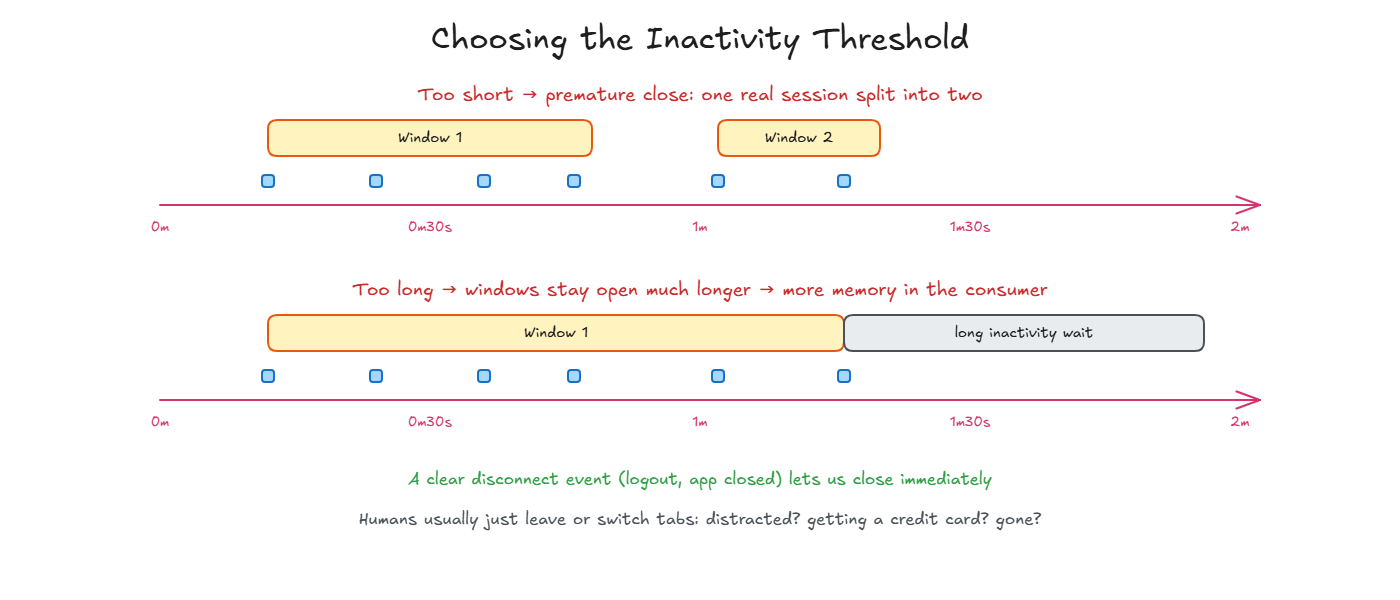 Choosing the Inactivity Threshold
Too short → premature close: one real session split into two
Window 1
Window 2
0m
0m30s
1m
1m30s
2m
Too long → windows stay open much longer → more memory in the consumer
Window 1
long inactivity wait
0m
0m30s
1m
1m30s
2m
A clear disconnect event (logout, app closed) lets us close immediately
Humans usually just leave or switch tabs: distracted? getting a credit card? gone?